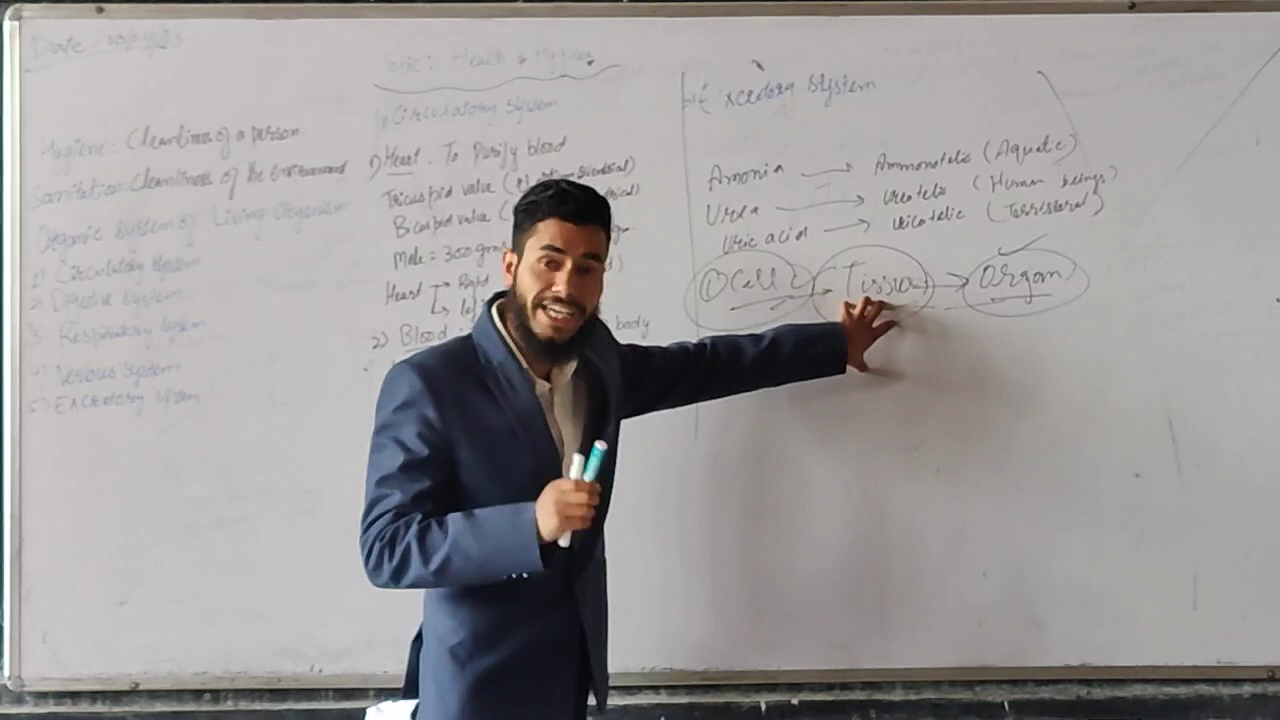 Date
Topic: Health & Hygiene
Hygiene: Cleanliness of a person.
Sanitation: Cleanliness of the environment
Organic System of Living Organism
1) Circulatory System
2) Digestive System
3) Respiratory System
4) Nervous System
5) Excretory System
Circulatory System
1) Heart. To Purify blood
Tricuspid valve
Bicuspid valve
Male = 300 gm
Heart → Right
2) Blood
body
Excretory System
Amonia → Ammonotelic (Aquatic)
Urea → Ureotelic (Human beings)
Uric acid → Uricotelic
① Cell → Tissue → Organ